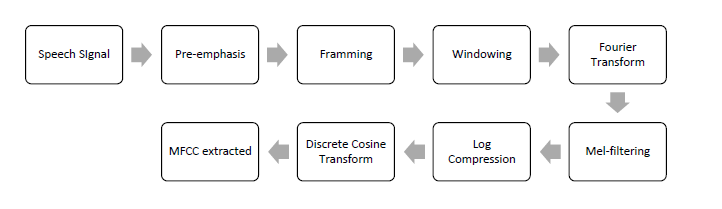 Speech SIgnal
Pre-emphasis
Framming
Windowing
Fourier
Transform
Mel-filtering
Log
Compression
Discrete Cosine
Transform
MFCC extracted